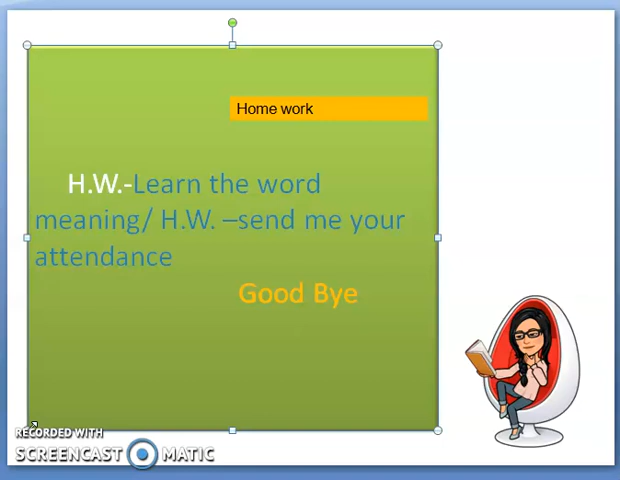 Home work
H.W.-Learn the word
meaning/ H.W. –send me your
attendance
Good Bye
RECORDED WITH
SCREENCAST MATIC